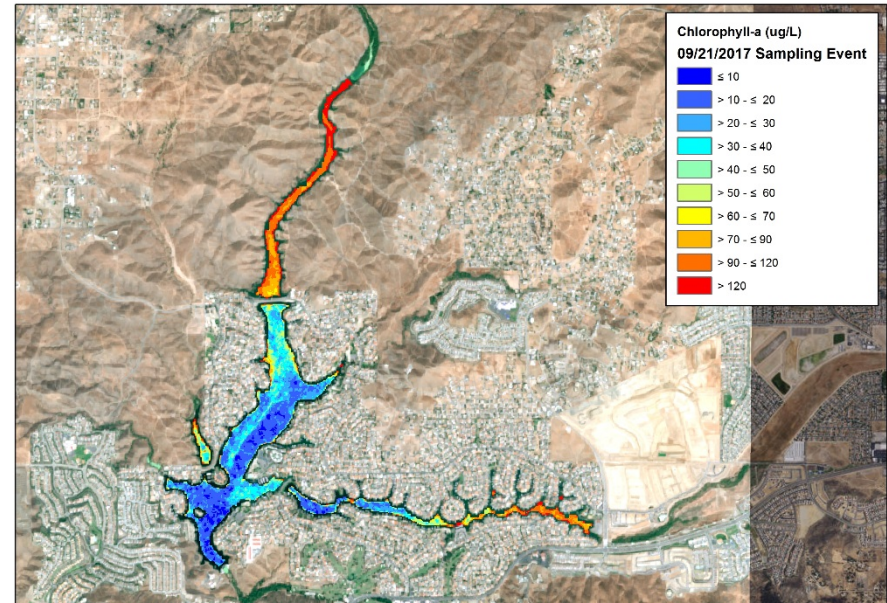 Chlorophyll-a (ug/L)
09/21/2017 Sampling Event
≤ 10
> 10 - ≤ 20
> 20 - ≤ 30
> 30 - ≤ 40
> 40 - ≤ 50
> 50 - ≤ 60
> 60 - ≤ 70
> 70 - ≤ 90
> 90 - ≤ 120
> 120